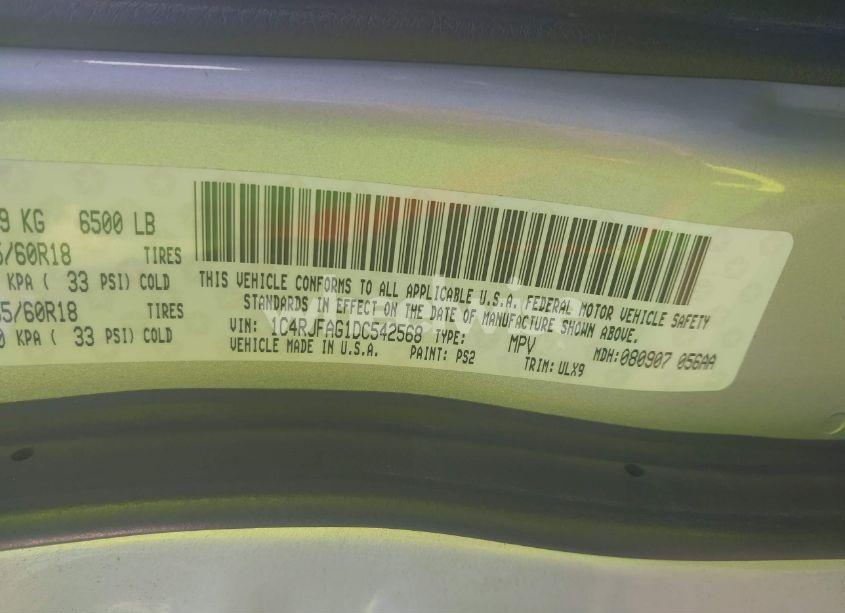 9 KG 6500 LB
5/60R18 TIRES
KPA ( 33 PSI) COLD
55/60R18 TIRES
0 KPA ( 33 PSI) COLD
THIS VEHICLE CONFORMS TO ALL APPLICABLE U.S.A. FEDERAL MOTOR VEHICLE SAFETY
STANDARDS IN EFFECT ON THE DATE OF MANUFACTURE SHOWN ABOVE.
VIN: 1C4RJFAG1DC542568 TYPE: MPV MDH:080907 056AA
VEHICLE MADE IN U.S.A. PAINT: PS2 TRIM: ULX9